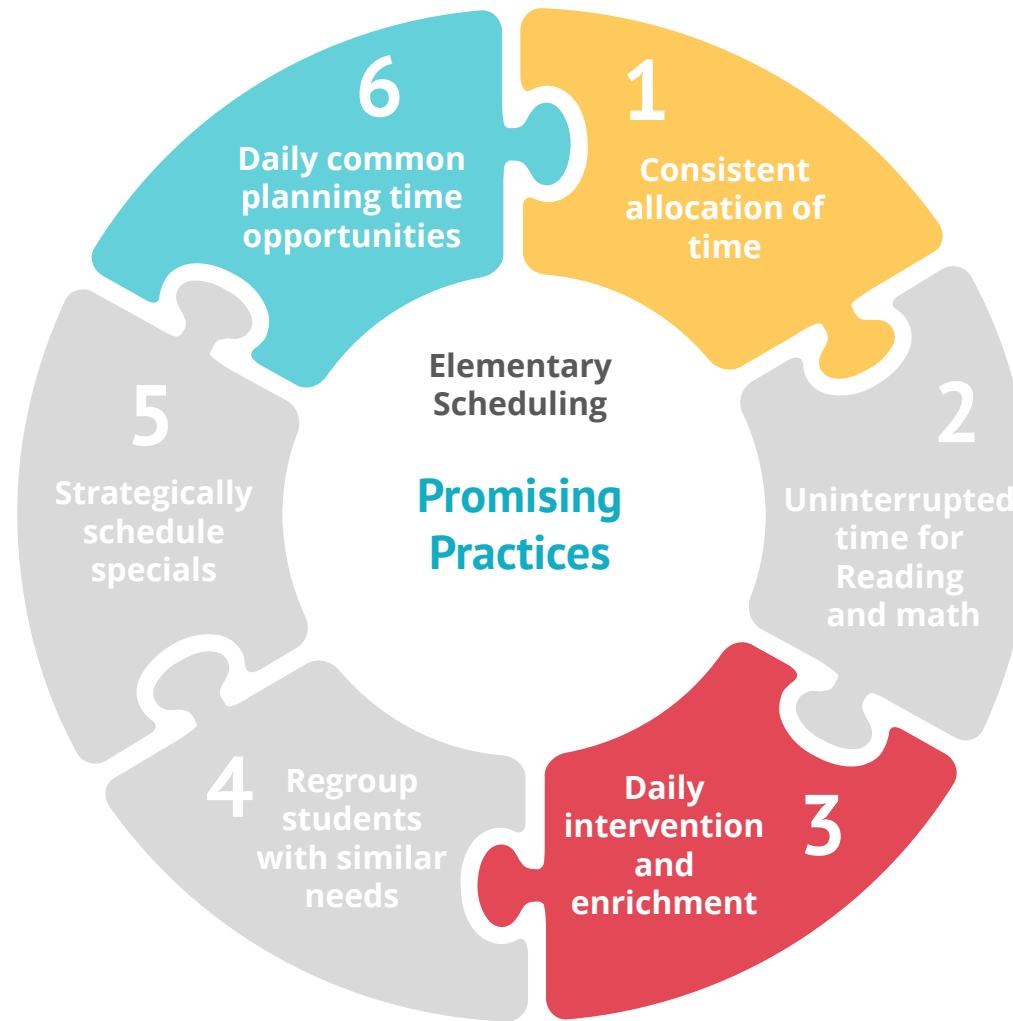 Elementary
Scheduling
Promising
Practices
1
Consistent
allocation of
time
2
Uninterrupted
time for
Reading
and math
3
Daily
intervention
and
enrichment
4
Regroup
students
with similar
needs
5
Strategically
schedule
specials
6
Daily common
planning time
opportunities